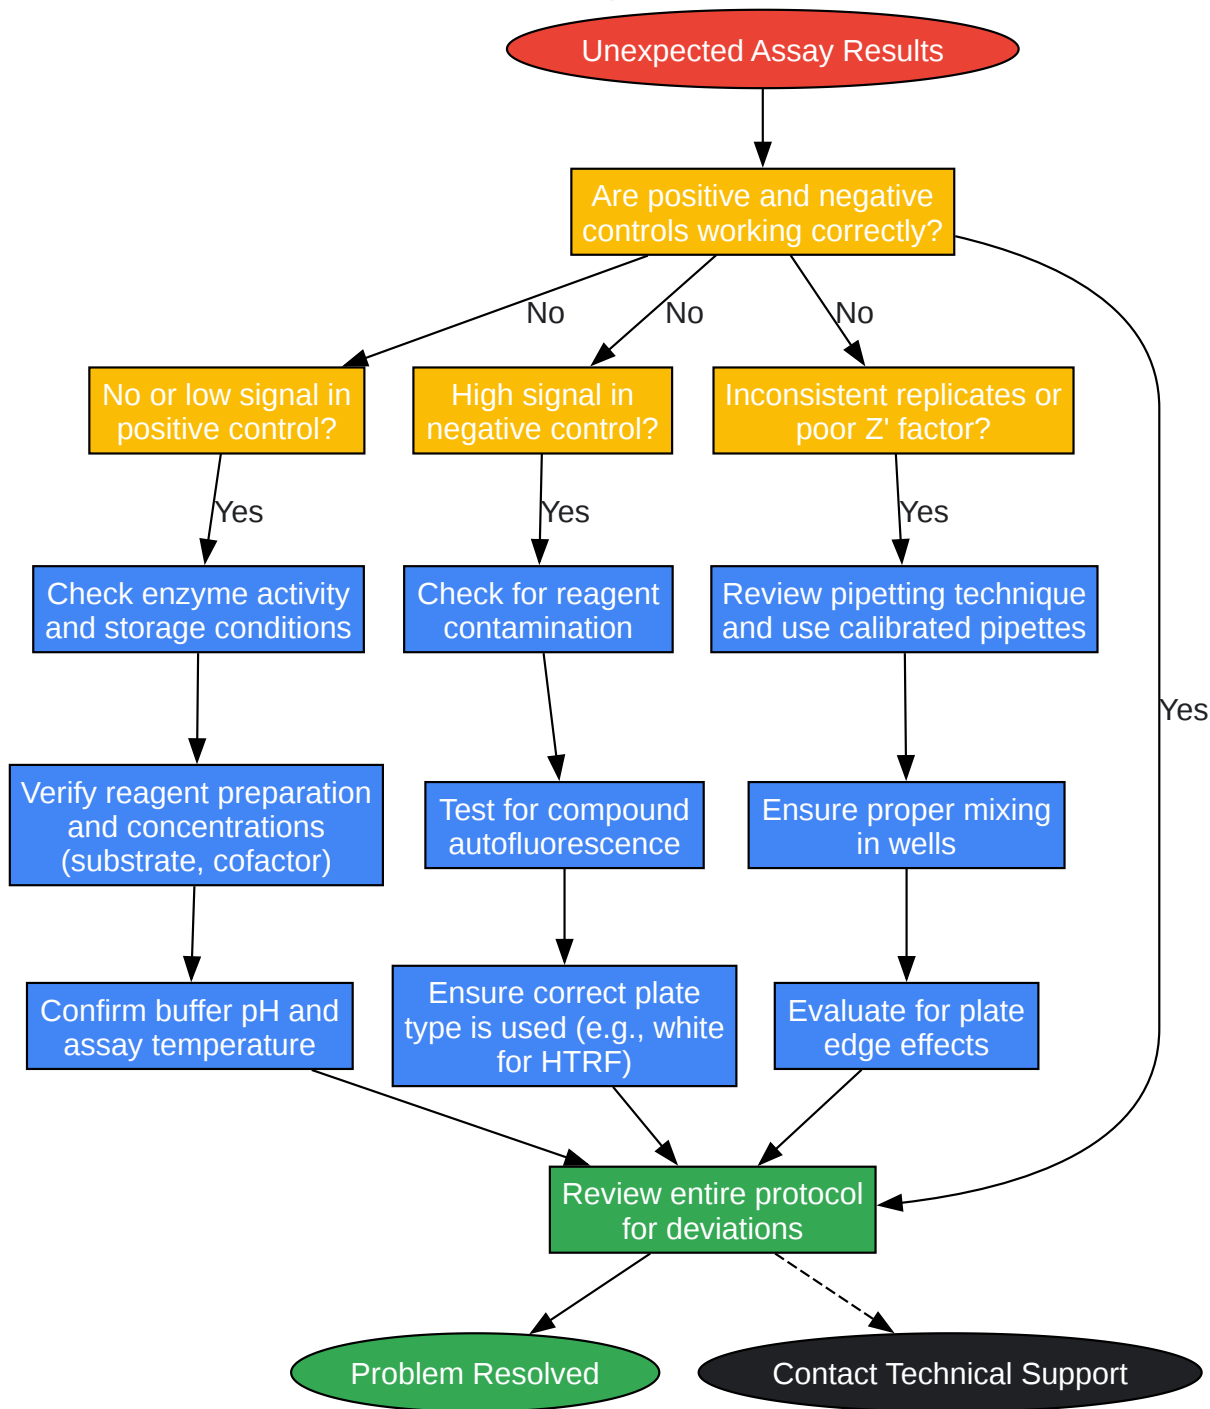 Unexpected Assay Results
Are positive and negative
controls working correctly?
No
No
No
No or low signal in
positive control?
High signal in
negative control?
Inconsistent replicates or
poor Z' factor?
Yes
Yes
Yes
Check enzyme activity
and storage conditions
Check for reagent
contamination
Review pipetting technique
and use calibrated pipettes
Yes
Verify reagent preparation
and concentrations
(substrate, cofactor)
Test for compound
autofluorescence
Ensure proper mixing
in wells
Confirm buffer pH and
assay temperature
Ensure correct plate
type is used (e.g., white
for HTRF)
Evaluate for plate
edge effects
Review entire protocol
for deviations
Problem Resolved
Contact Technical Support